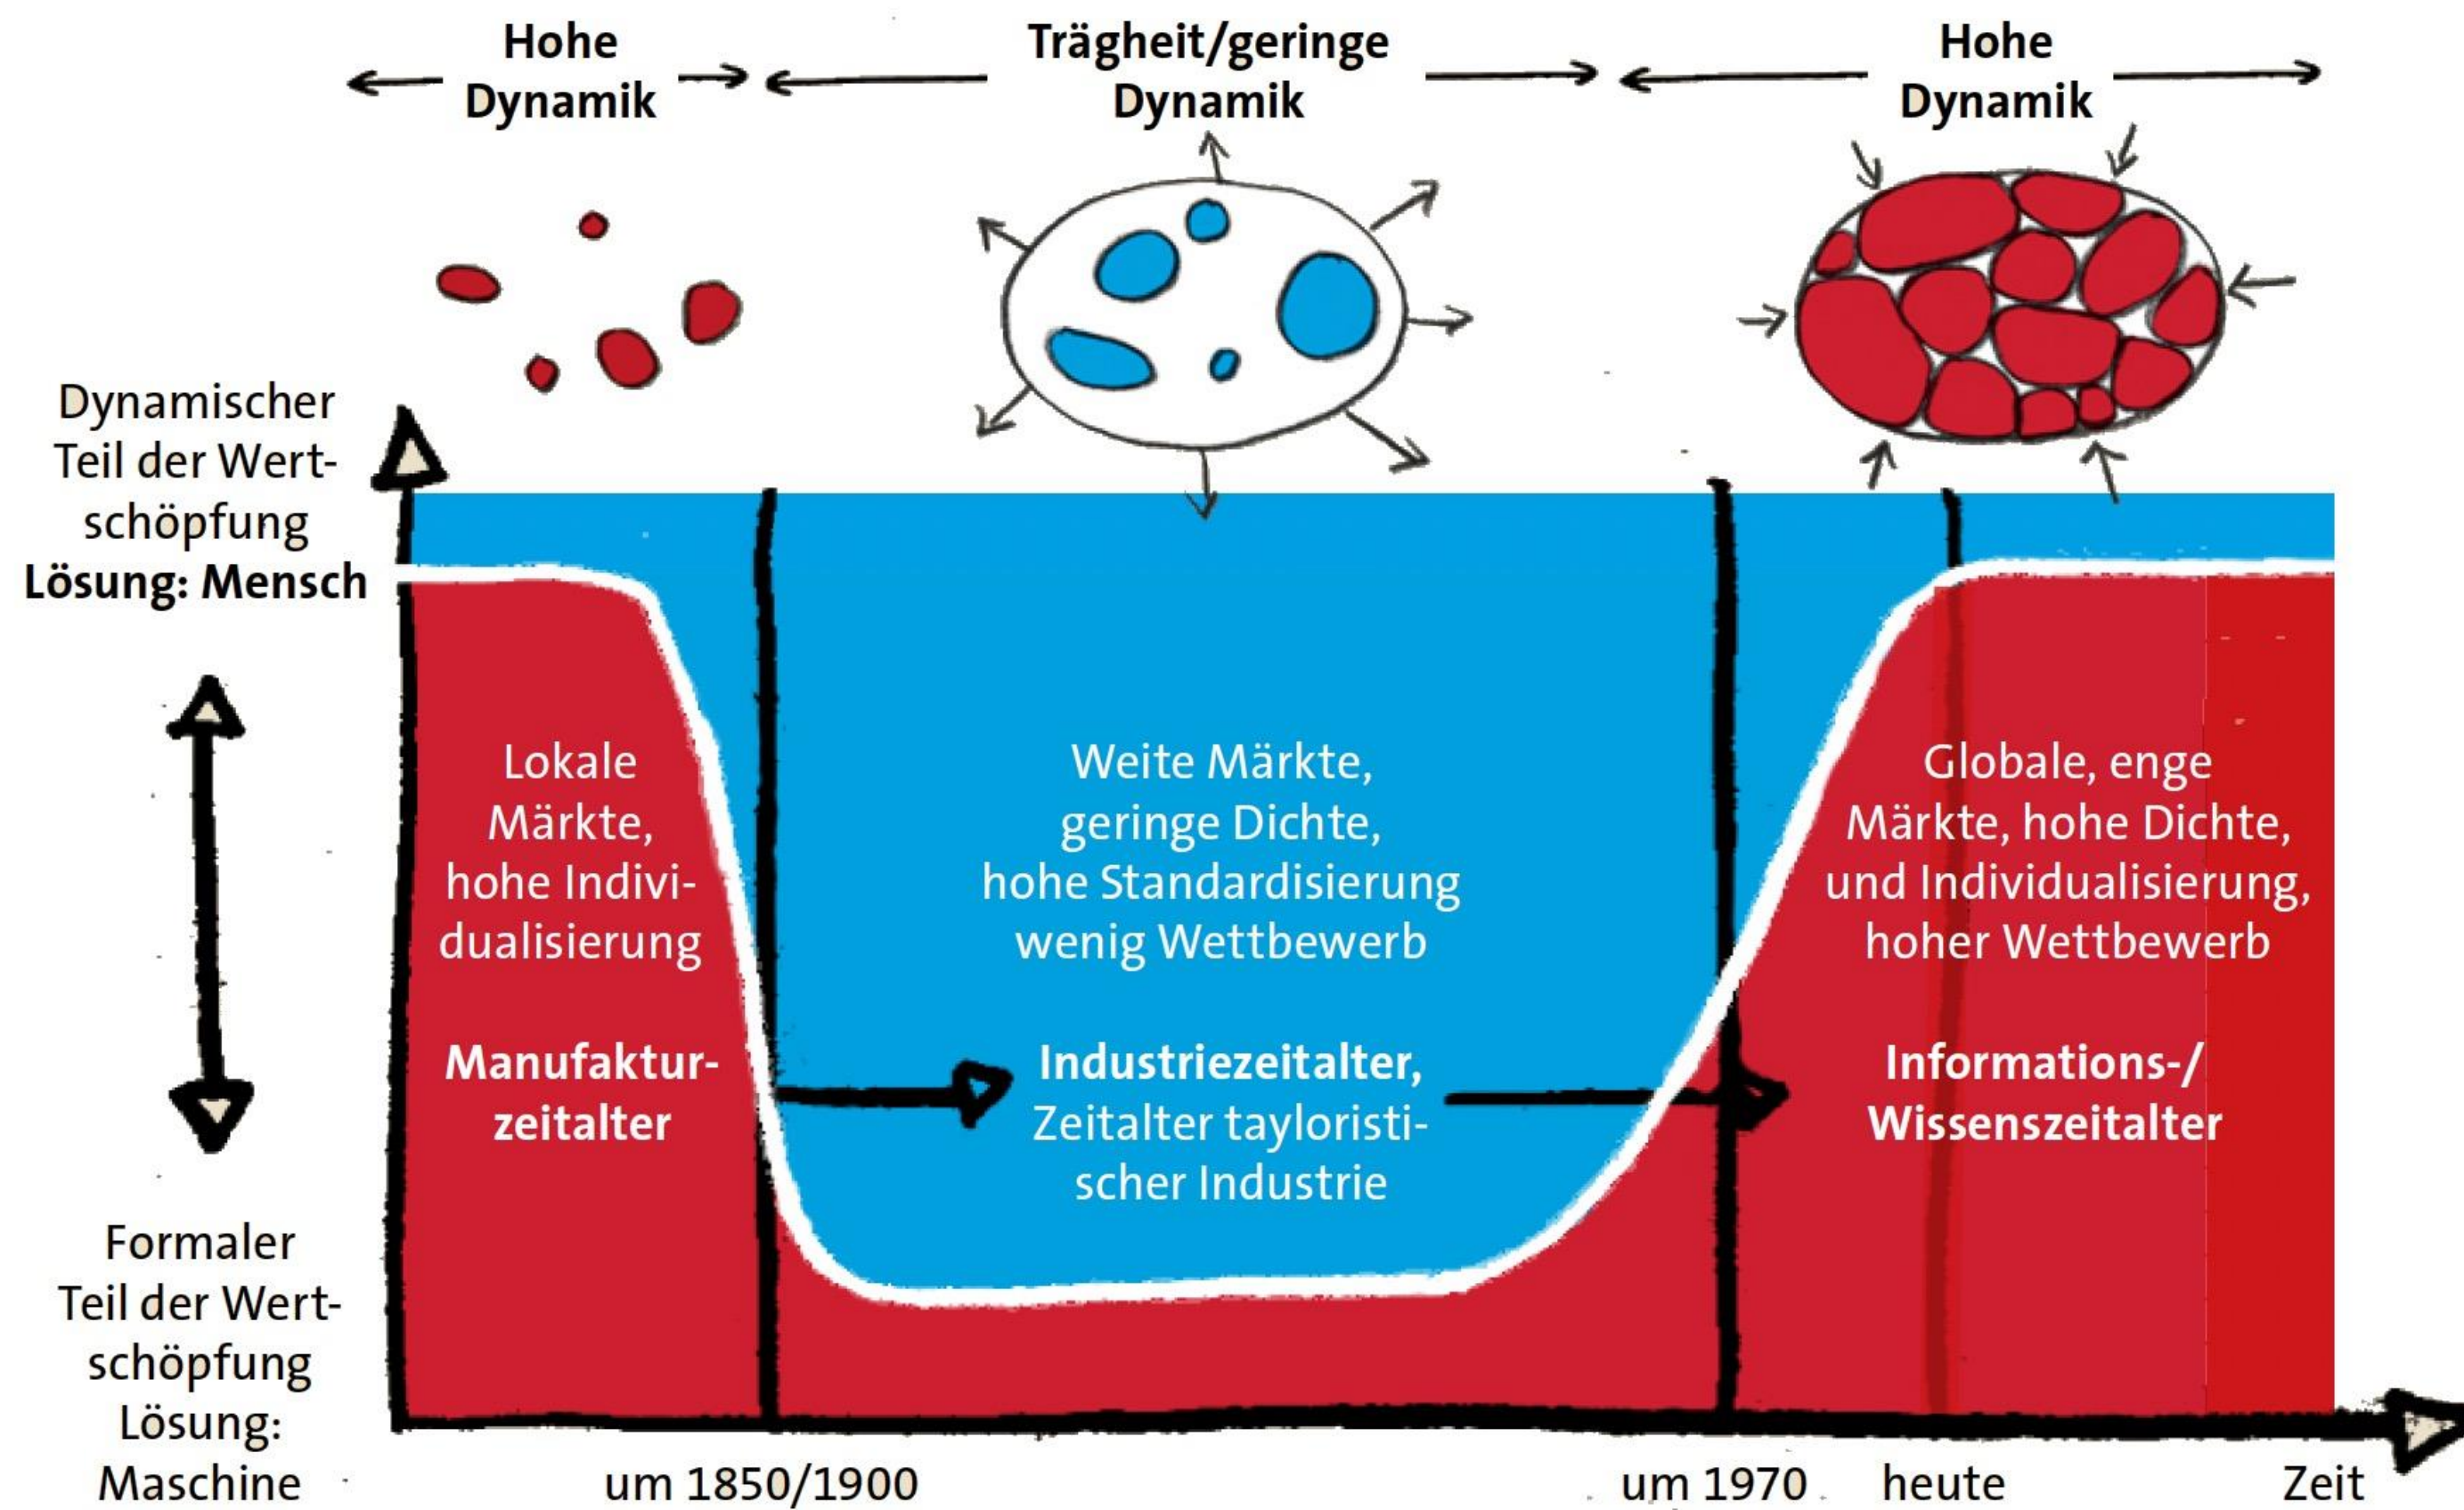 Hohe
Dynamik
Trägheit/geringe
Dynamik
Hohe
Dynamik
Dynamischer
Teil der Wert-
schöpfung
Lösung: Mensch
Formaler
Teil der Wert-
schöpfung
Lösung:
Maschine
Lokale
Märkte,
hohe Indivi-
dualisierung
Manufaktur-
zeitalter
Weite Märkte,
geringe Dichte,
hohe Standardisierung
wenig Wettbewerb
Industriezeitalter,
Zeitalter tayloristi-
scher Industrie
Globale, enge
Märkte, hohe Dichte,
und Individualisierung,
hoher Wettbewerb
Informations-/
Wissenszeitalter
um 1850/1900
um 1970
heute
Zeit